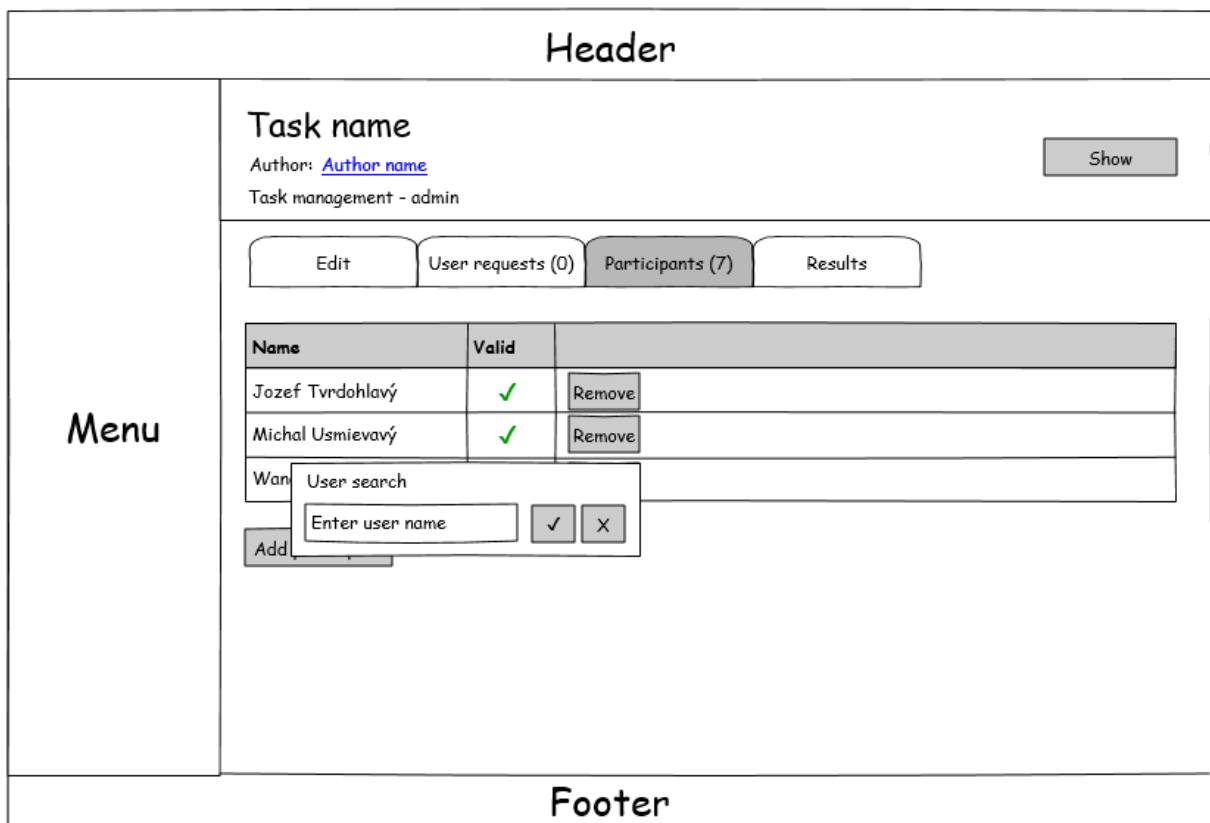 Header
Task name
Author: Author name
Show
Task management - admin
Edit
User requests (0)
Participants (7)
Results
Name
Valid
Jozef Tvrdohlavý
✓
Remove
Menu
Michal Usmievavý
✓
Remove
User search
Enter user name
✓
X
Add
Footer